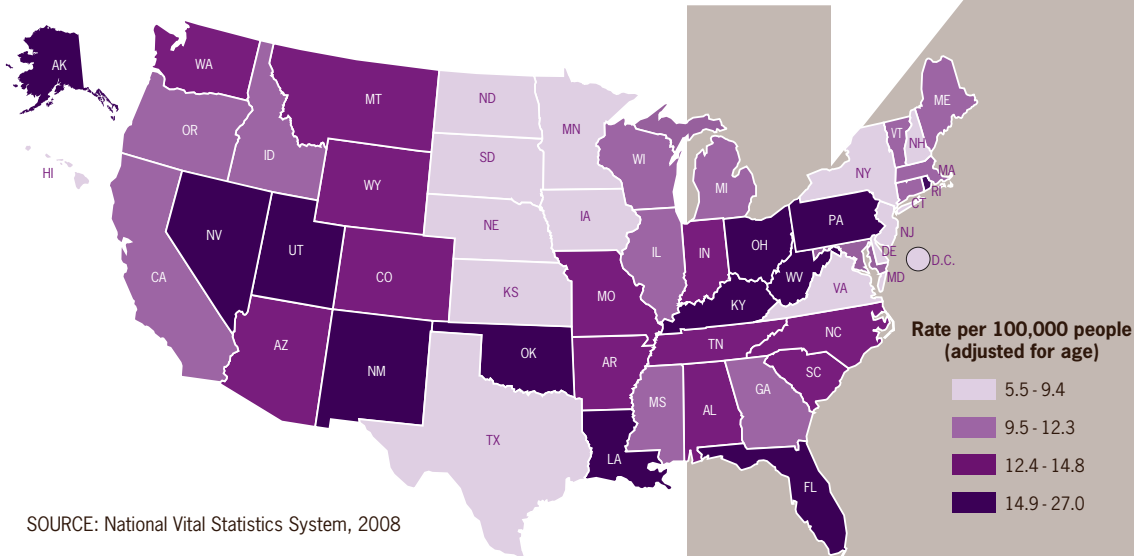 AK
WA
MT
ND
MN
ME
OR
ID
SD
WI
MI
VT
NH
HI
WY
NY
MA
RI
CT
NV
UT
NE
IA
PA
NJ
CA
CO
KS
IL
IN
OH
WV
DE
D.C.
MD
VA
MO
KY
AZ
NM
OK
AR
TN
NC
SC
MS
AL
GA
TX
LA
FL
Rate per 100,000 people
(adjusted for age)
5.5 - 9.4
9.5 - 12.3
12.4 - 14.8
14.9 - 27.0
SOURCE: National Vital Statistics System, 2008